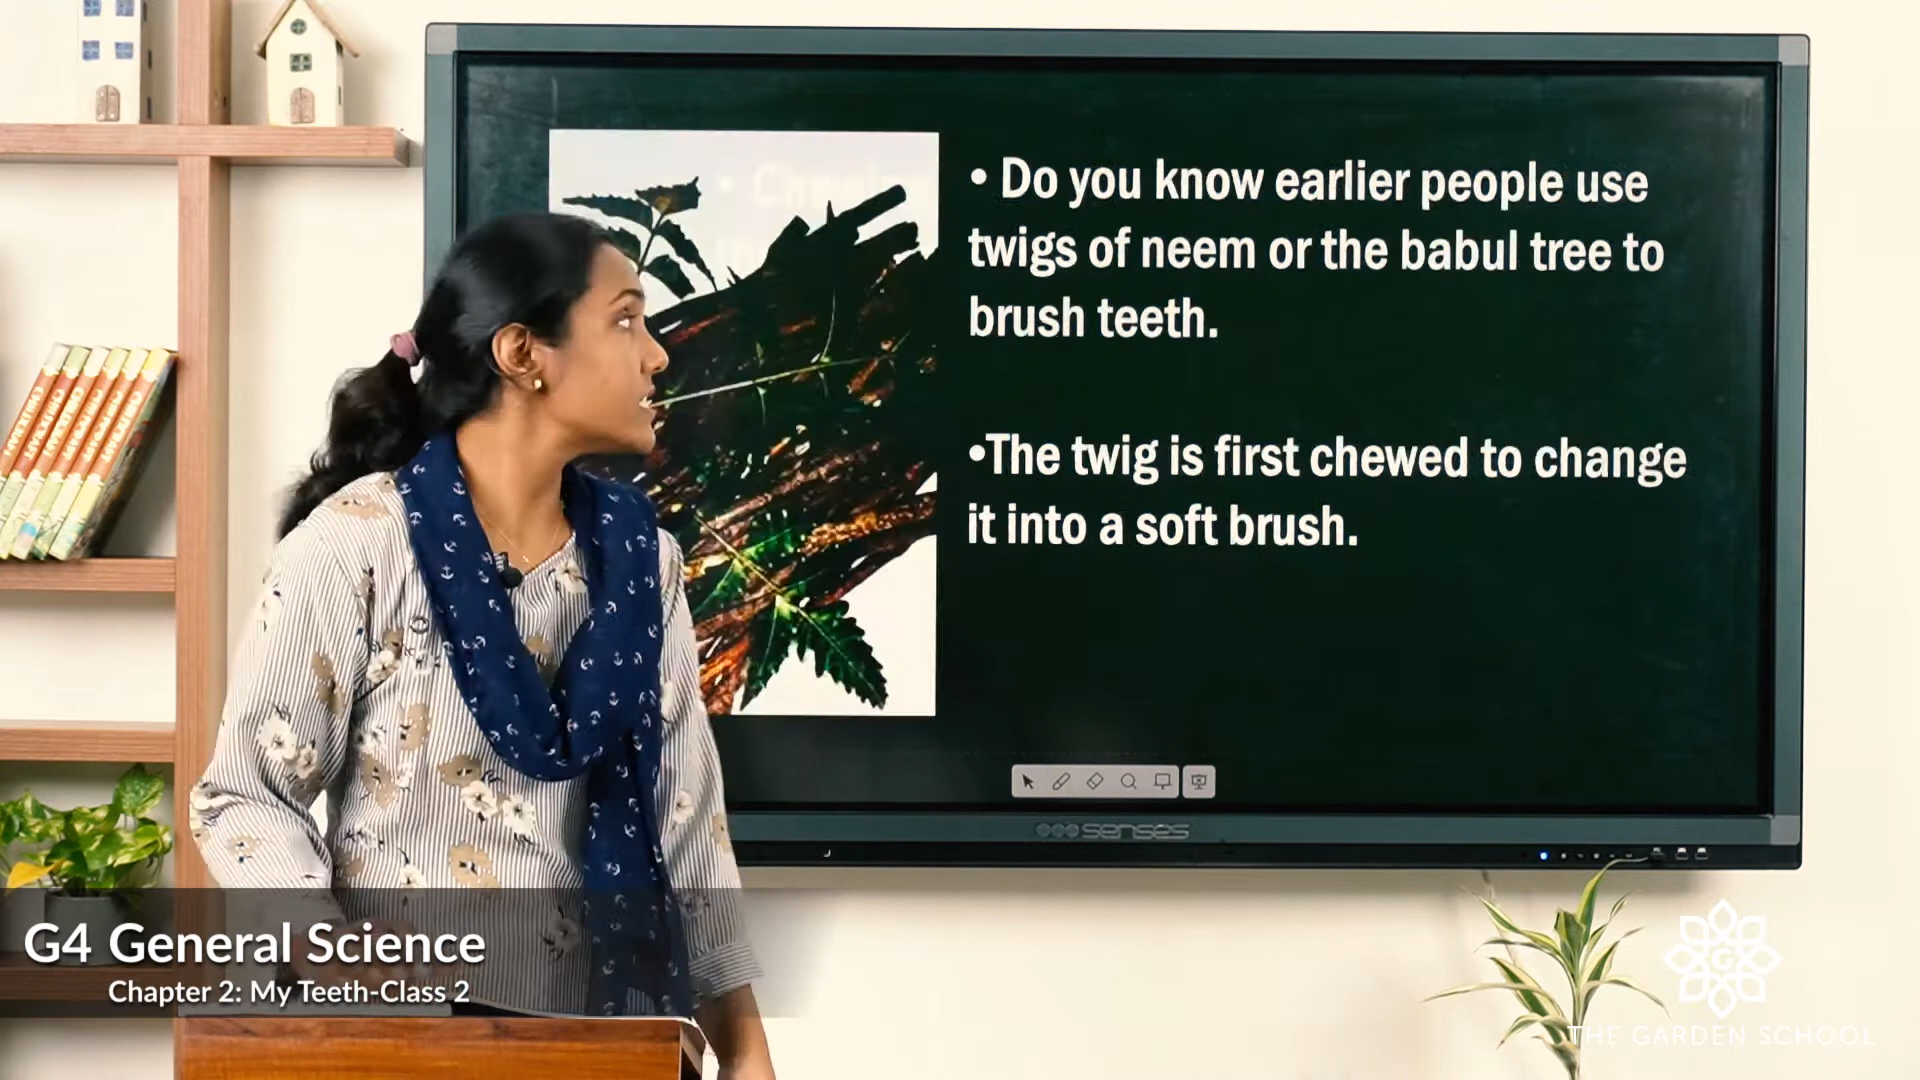 • Do you know earlier people use
twigs of neem or the babul tree to
brush teeth.
•The twig is first chewed to change
it into a soft brush.
senses
G4 General Science
Chapter 2: My Teeth-Class 2
G
THE GARDEN SCHOOL